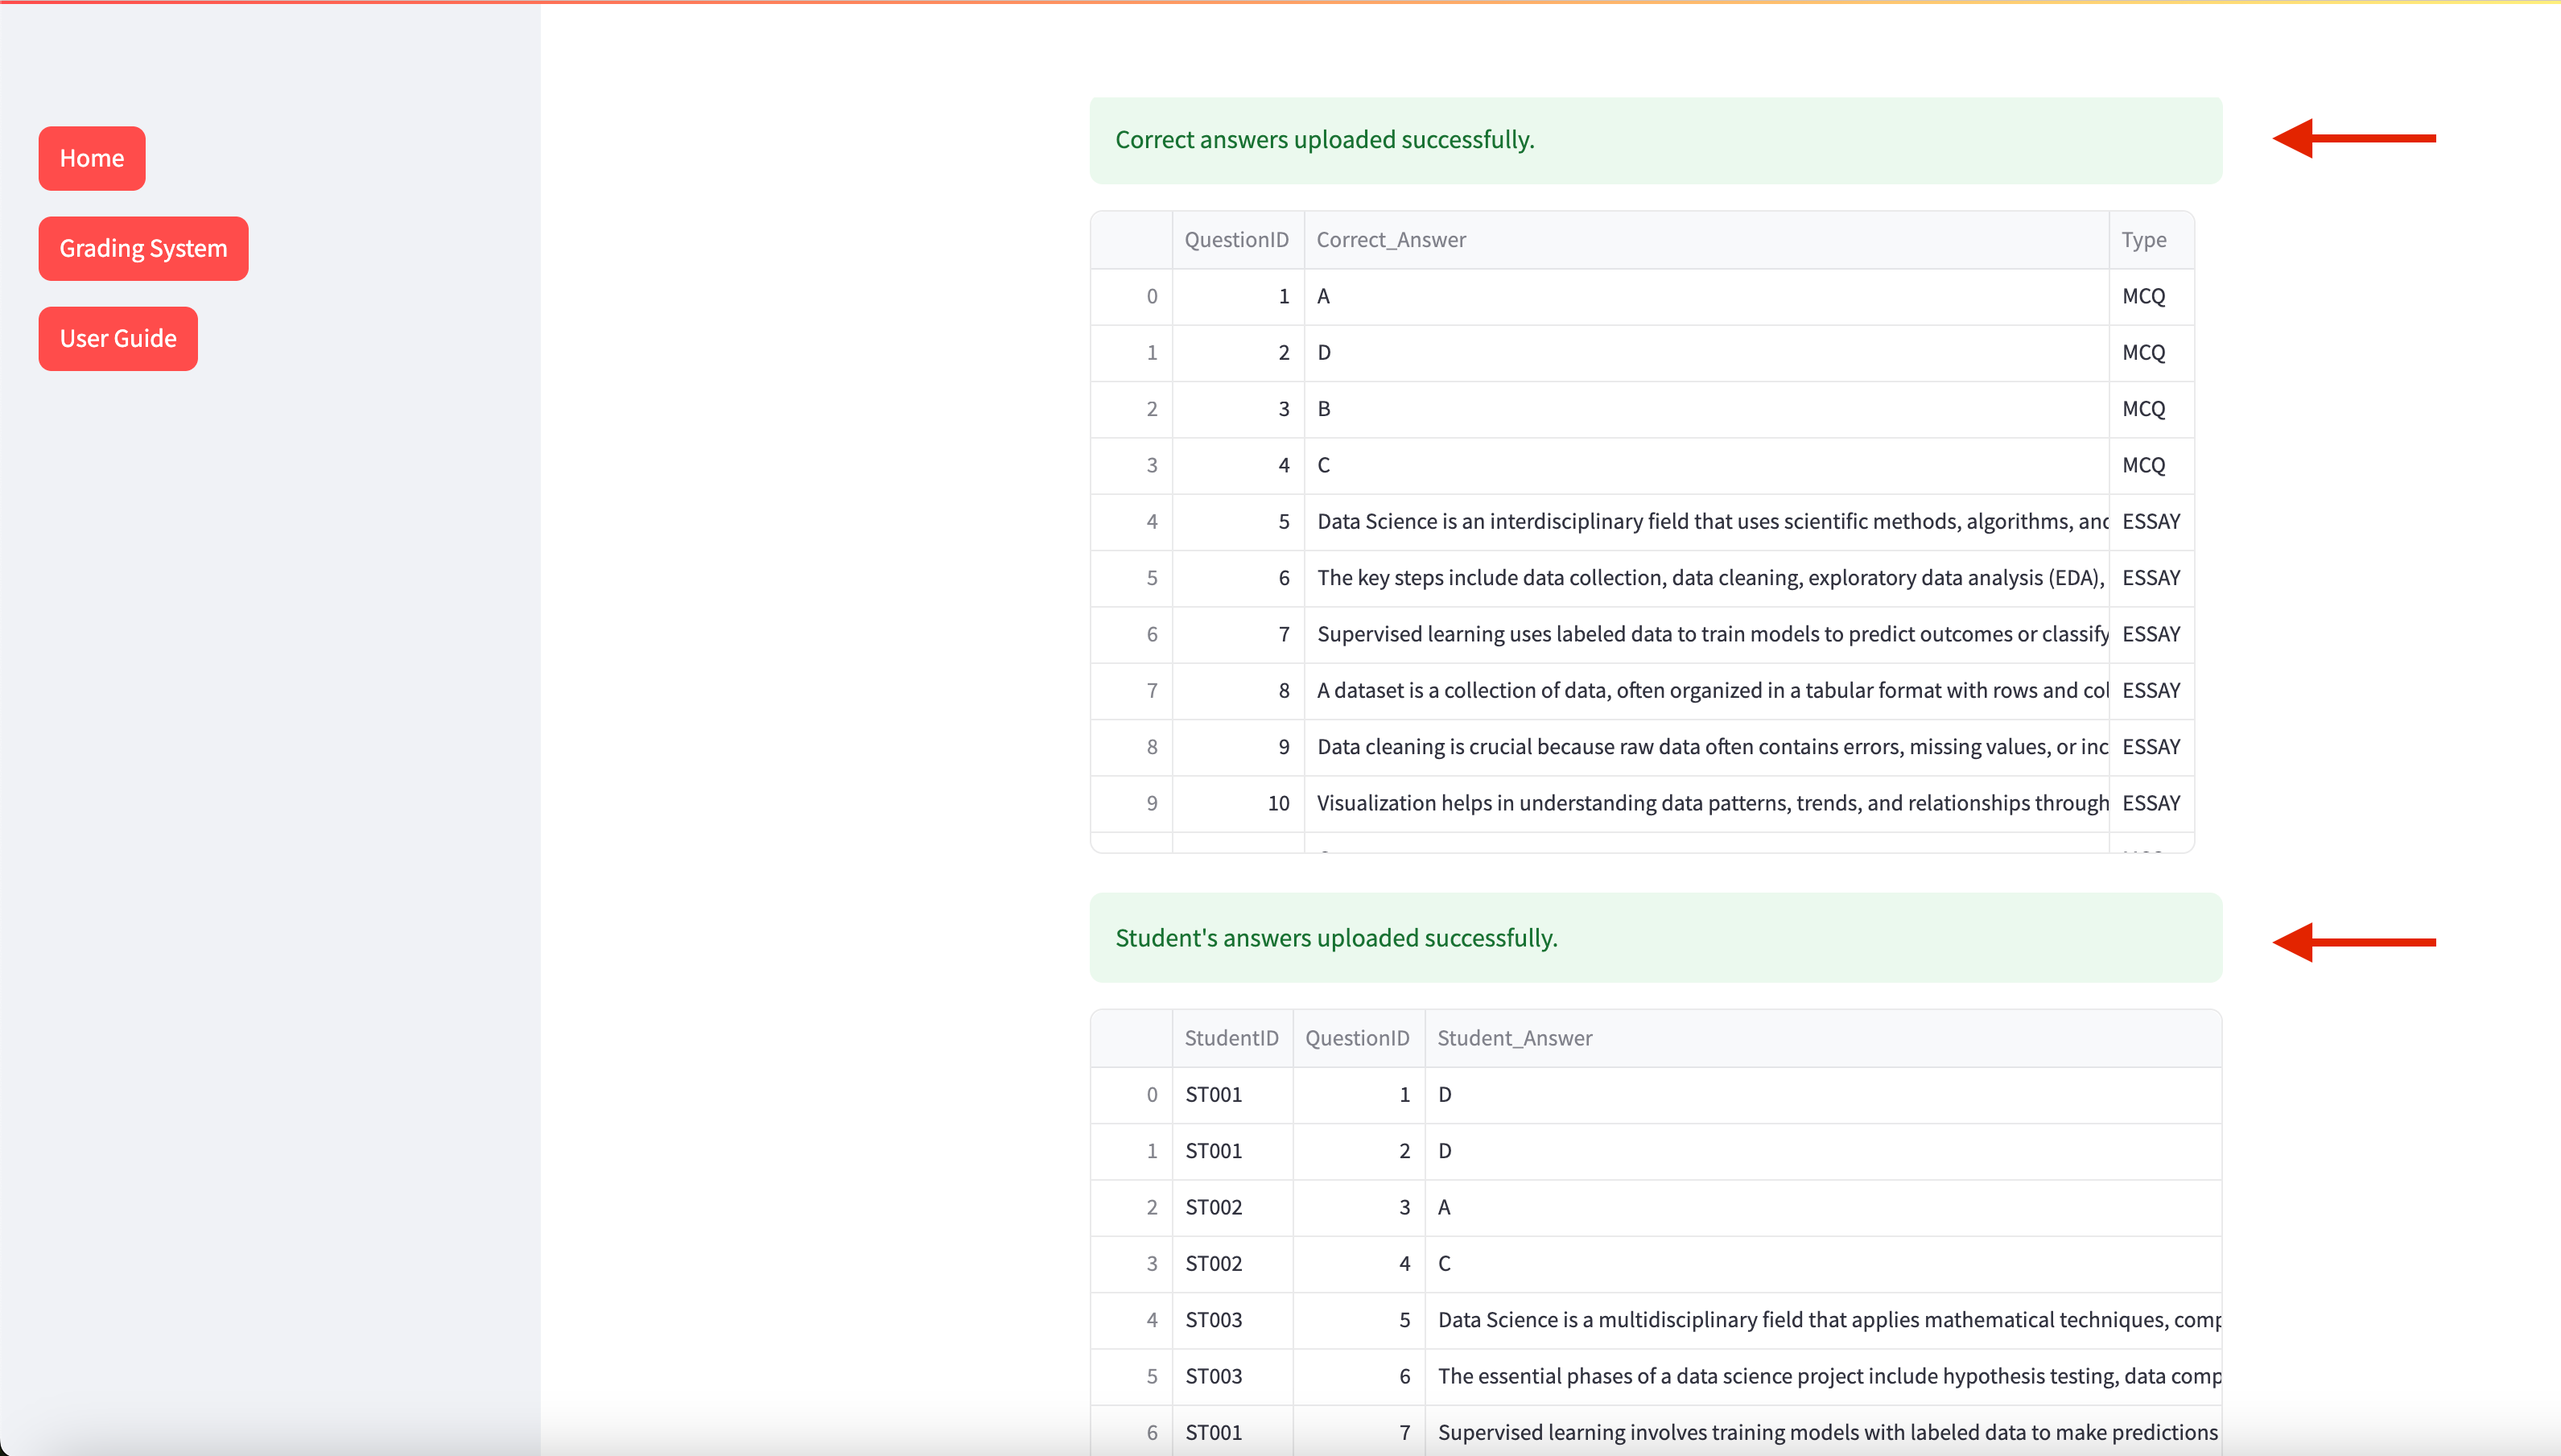 Home
Grading System
User Guide
Correct answers uploaded successfully.
QuestionID Correct_Answer Type
0 1 A MCQ
1 2 D MCQ
2 3 B MCQ
3 4 C MCQ
4 5 Data Science is an interdisciplinary field that uses scientific methods, algorithms, and ESSAY
5 6 The key steps include data collection, data cleaning, exploratory data analysis (EDA), ESSAY
6 7 Supervised learning uses labeled data to train models to predict outcomes or classify ESSAY
7 8 A dataset is a collection of data, often organized in a tabular format with rows and ESSAY
8 9 Data cleaning is crucial because raw data often contains errors, missing values, or ESSAY
9 10 Visualization helps in understanding data patterns, trends, and relationships through ESSAY
Student's answers uploaded successfully.
StudentID QuestionID Student_Answer
0 ST001 1 D
1 ST001 2 D
2 ST002 3 A
3 ST002 4 C
4 ST003 5 Data Science is a multidisciplinary field that applies mathematical techniques,
5 ST003 6 The essential phases of a data science project include hypothesis testing, data
6 ST001 7 Supervised learning involves training models with labeled data to make predictions